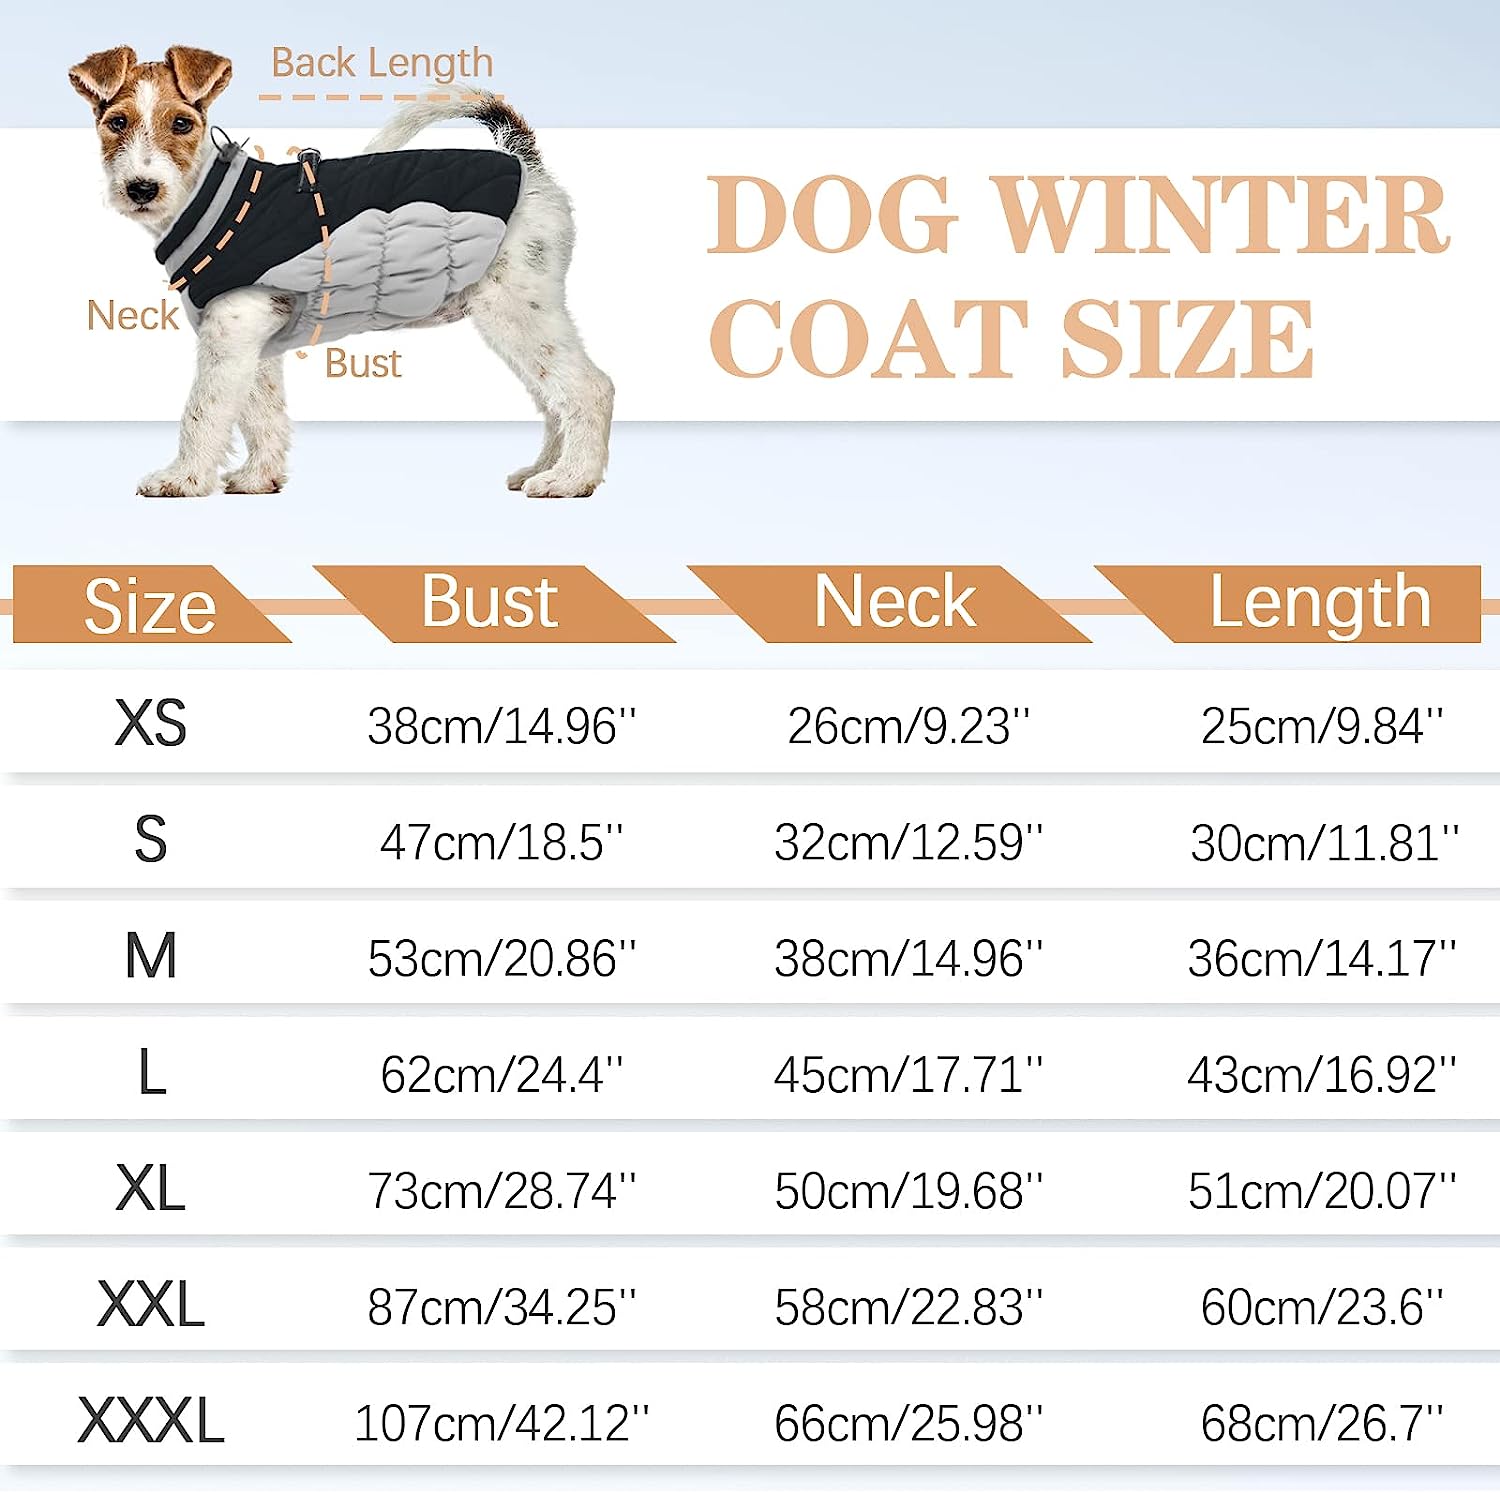 Back Length
DOG WINTER
COAT SIZE
Neck
Bust
Size Bust Neck Length
XS 38cm/14.96'' 26cm/9.23'' 25cm/9.84''
S 47cm/18.5'' 32cm/12.59'' 30cm/11.81''
M 53cm/20.86'' 38cm/14.96'' 36cm/14.17''
L 62cm/24.4'' 45cm/17.71'' 43cm/16.92''
XL 73cm/28.74'' 50cm/19.68'' 51cm/20.07''
XXL 87cm/34.25'' 58cm/22.83'' 60cm/23.6''
XXXL 107cm/42.12'' 66cm/25.98'' 68cm/26.7''